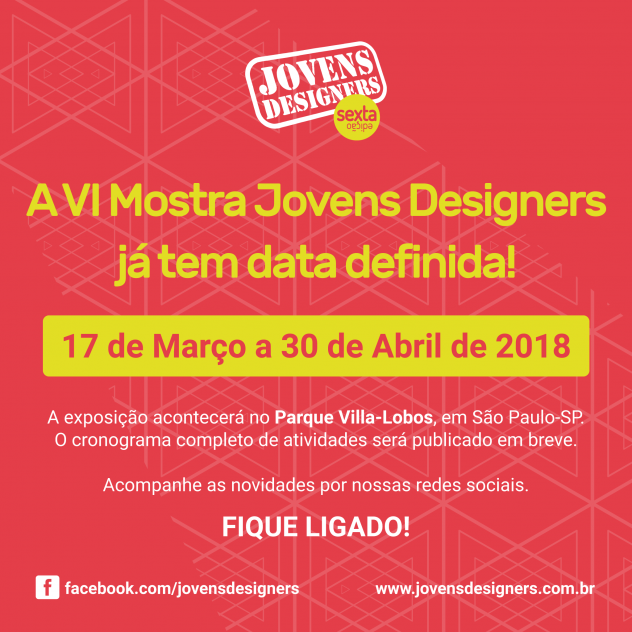 JOVENS
DESIGNERS
sexta
edição
A VI Mostra Jovens Designers
já tem data definida!
17 de Março a 30 de Abril de 2018
A exposição acontecerá no Parque Villa-Lobos, em São Paulo-SP.
O cronograma completo de atividades será publicado em breve.
Acompanhe as novidades por nossas redes sociais.
FIQUE LIGADO!
facebook.com/jovensdesigners
www.jovensdesigners.com.br